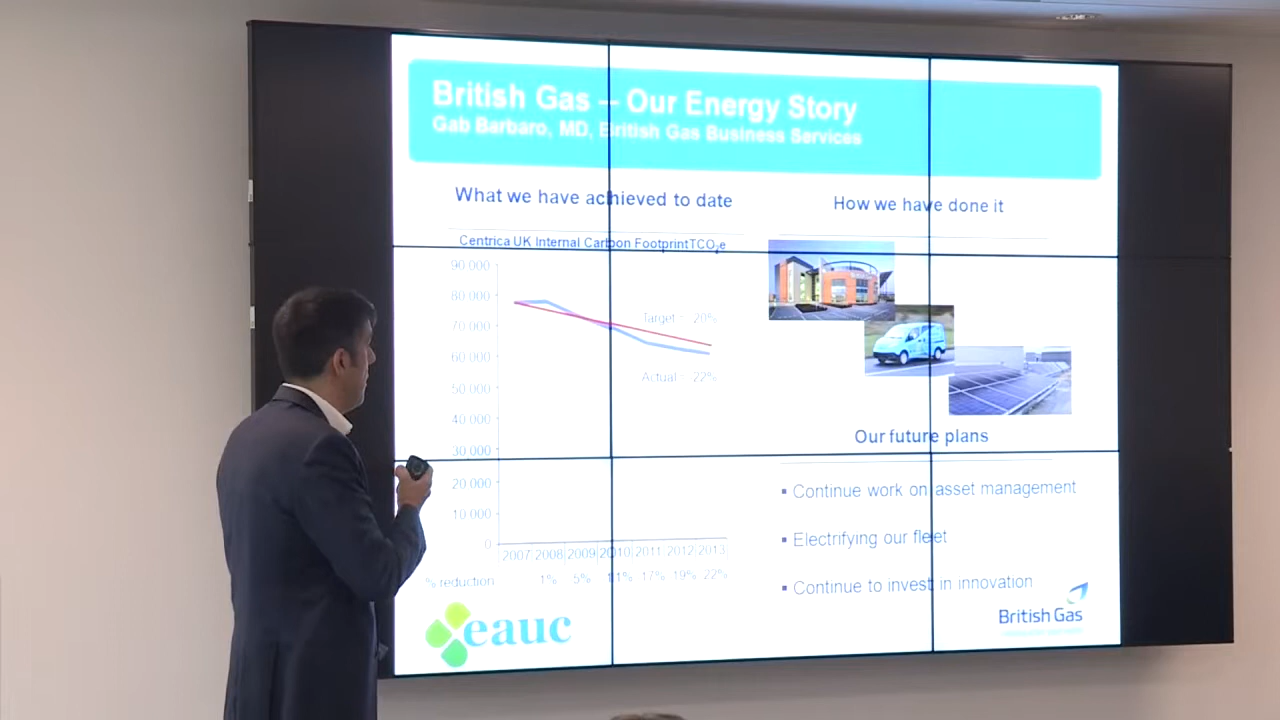 British Gas – Our Energy Story
Gab Barbaro, MD, British Gas Business Services
What we have achieved to date
Centrica UK Internal Carbon Footprint TCO₂e
90 000
80 000
70 000
60 000
50 000
40 000
30 000
20 000
10 000
0
Target - 20%
Actual - 22%
2007 2008 2009 2010 2011 2012 2013
% reduction 1% 5% 11% 17% 19% 22%
eauc
How we have done it
Our future plans
▪ Continue work on asset management
▪ Electrifying our fleet
▪ Continue to invest in innovation
British Gas